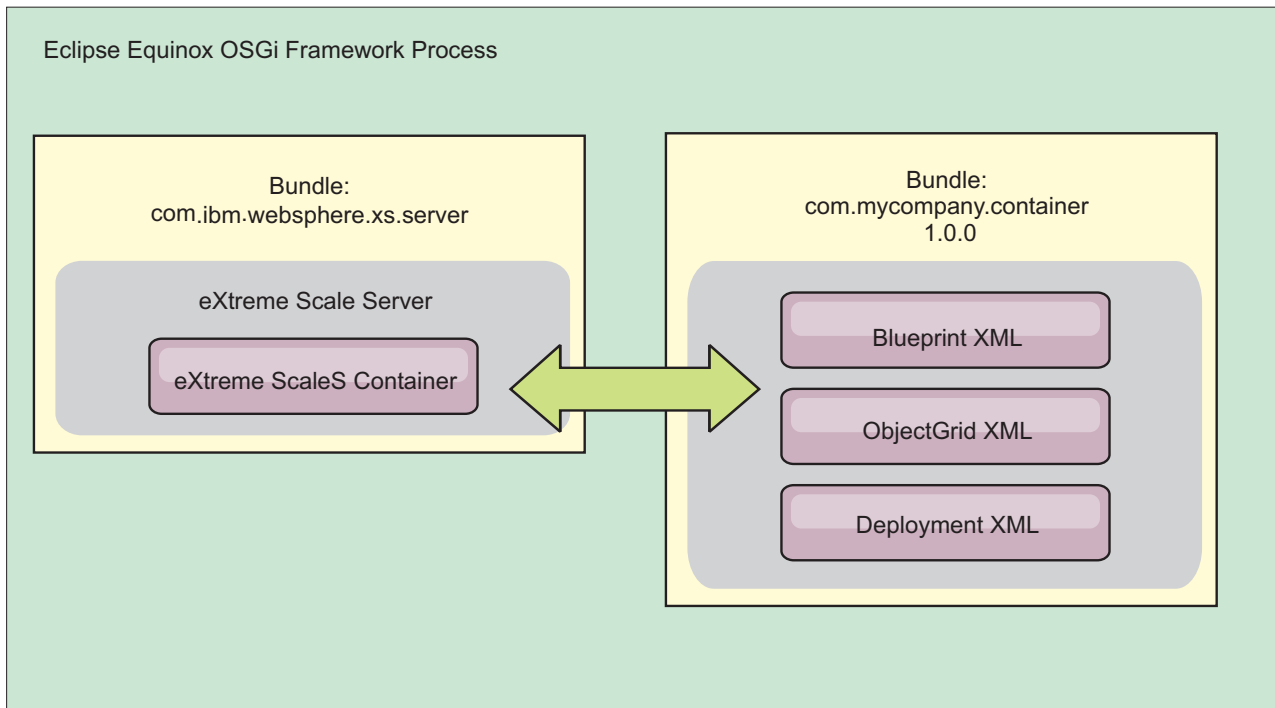 Eclipse Equinox OSGi Framework Process
Bundle:
com.ibm.websphere.xs.server
eXtreme Scale Server
eXtreme ScaleS Container
Bundle:
com.mycompany.container
1.0.0
Blueprint XML
ObjectGrid XML
Deployment XML